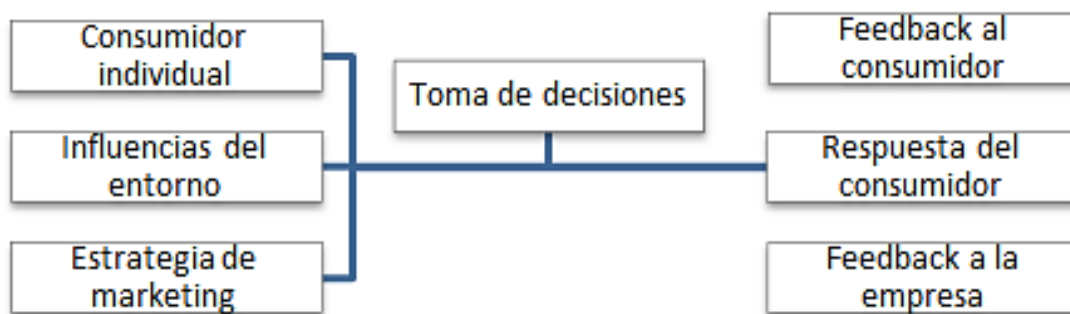 Consumidor
individual
Influencias del
entorno
Estrategia de
marketing
Toma de decisiones
Feedback al
consumidor
Respuesta del
consumidor
Feedback a la
empresa